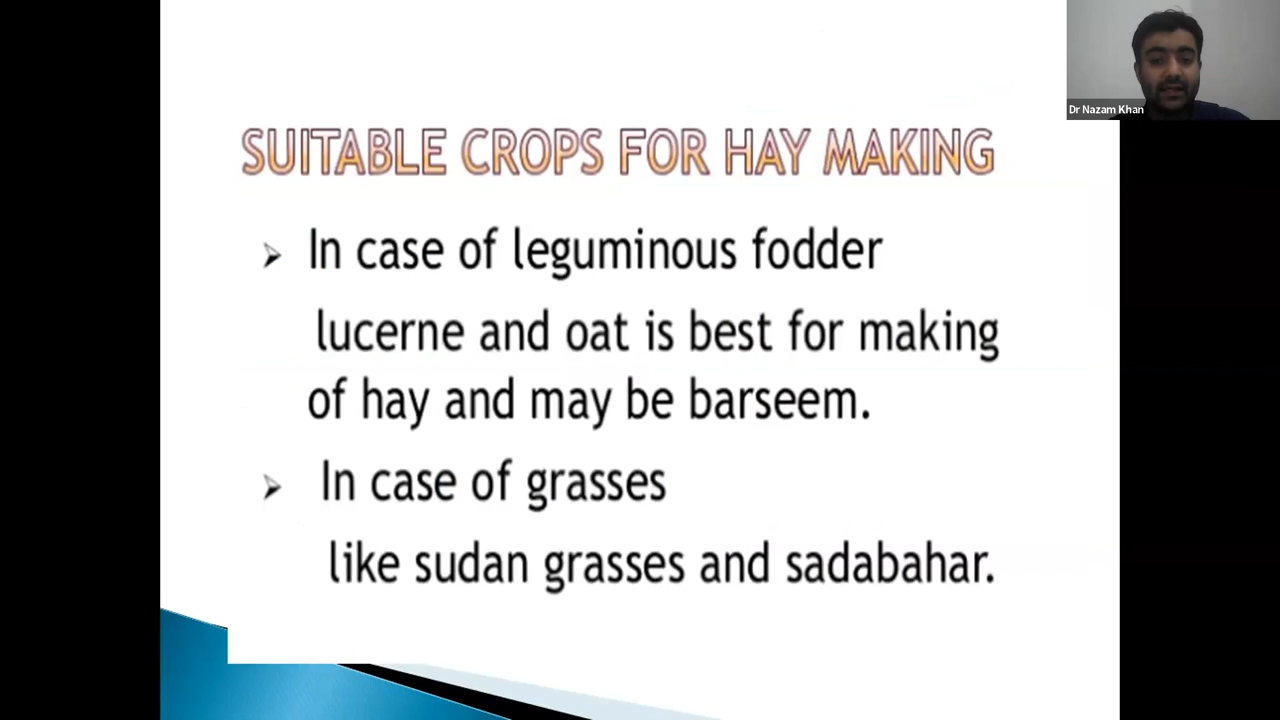 Dr Nazam Khan
SUITABLE CROPS FOR HAY MAKING
In case of leguminous fodder
lucerne and oat is best for making
of hay and may be barseem.
In case of grasses
like sudan grasses and sadabahar.